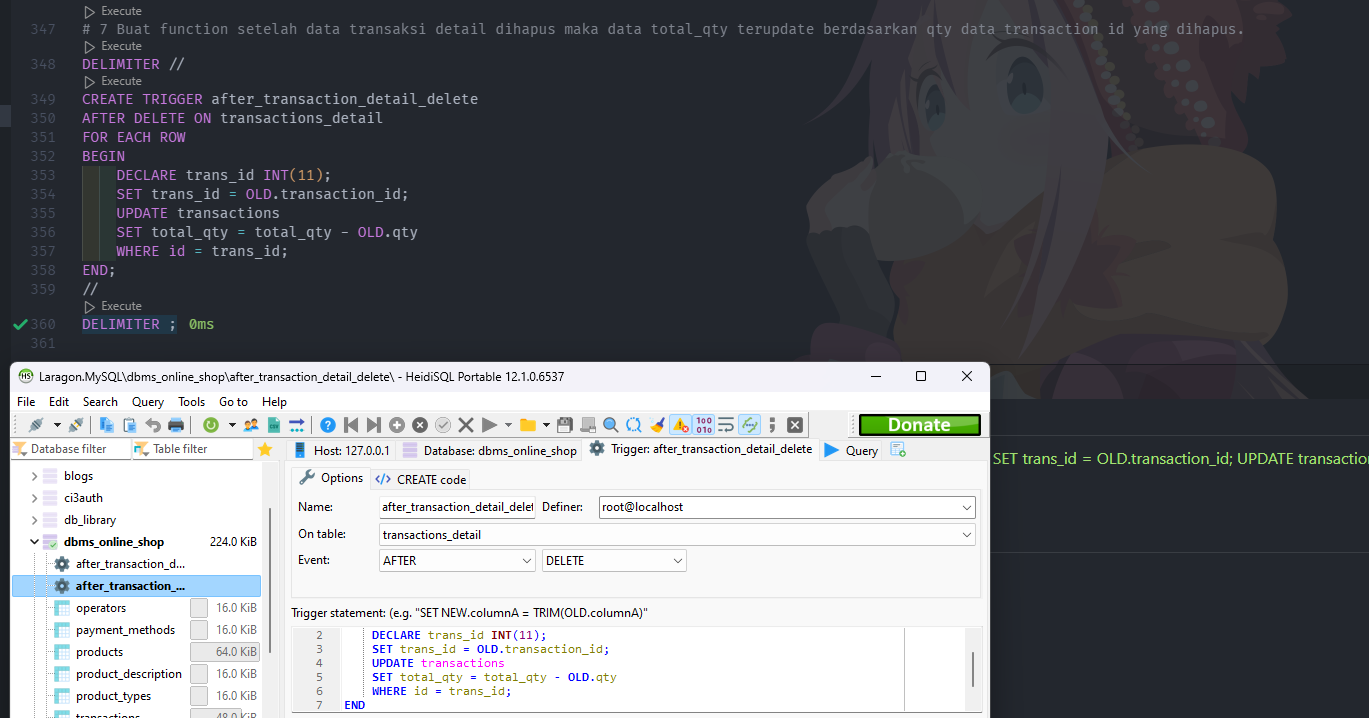 Execute
347 # 7 Buat function setelah data transaksi detail dihapus maka data total_qty terupdate berdasarkan qty data transaction id yang dihapus.
Execute
348 DELIMITER //
Execute
349 CREATE TRIGGER after_transaction_detail_delete
350 AFTER DELETE ON transactions_detail
351 FOR EACH ROW
352 BEGIN
353 DECLARE trans_id INT(11);
354 SET trans_id = OLD.transaction_id;
355 UPDATE transactions
356 SET total_qty = total_qty - OLD.qty
357 WHERE id = trans_id;
358 END;
359 //
Execute
360 DELIMITER ; 0ms
361
HS Laragon.MySQL\dbms_online_shop\after_transaction_detail_delete\ - HeidiSQL Portable 12.1.0.6537
File Edit Search Query Tools Go to Help
Donate
Database filter Table filter
Host: 127.0.0.1 Database: dbms_online_shop Trigger: after_transaction_detail_delete Query
SET trans_id = OLD.transaction_id; UPDATE transaction
blogs
ci3auth
db_library
dbms_online_shop 224.0 KiB
after_transaction_d...
after_transaction_...
operators 16.0 KiB
payment_methods 16.0 KiB
products 64.0 KiB
product_description 16.0 KiB
product_types 16.0 KiB
transactions 48.0 KiB
Options CREATE code
Name: after_transaction_detail_delet Definer: root@localhost
On table: transactions_detail
Event: AFTER DELETE
Trigger statement: (e.g. "SET NEW.columnA = TRIM(OLD.columnA)"
2 DECLARE trans_id INT(11);
3 SET trans_id = OLD.transaction_id;
4 UPDATE transactions
5 SET total_qty = total_qty - OLD.qty
6 WHERE id = trans_id;
7 END